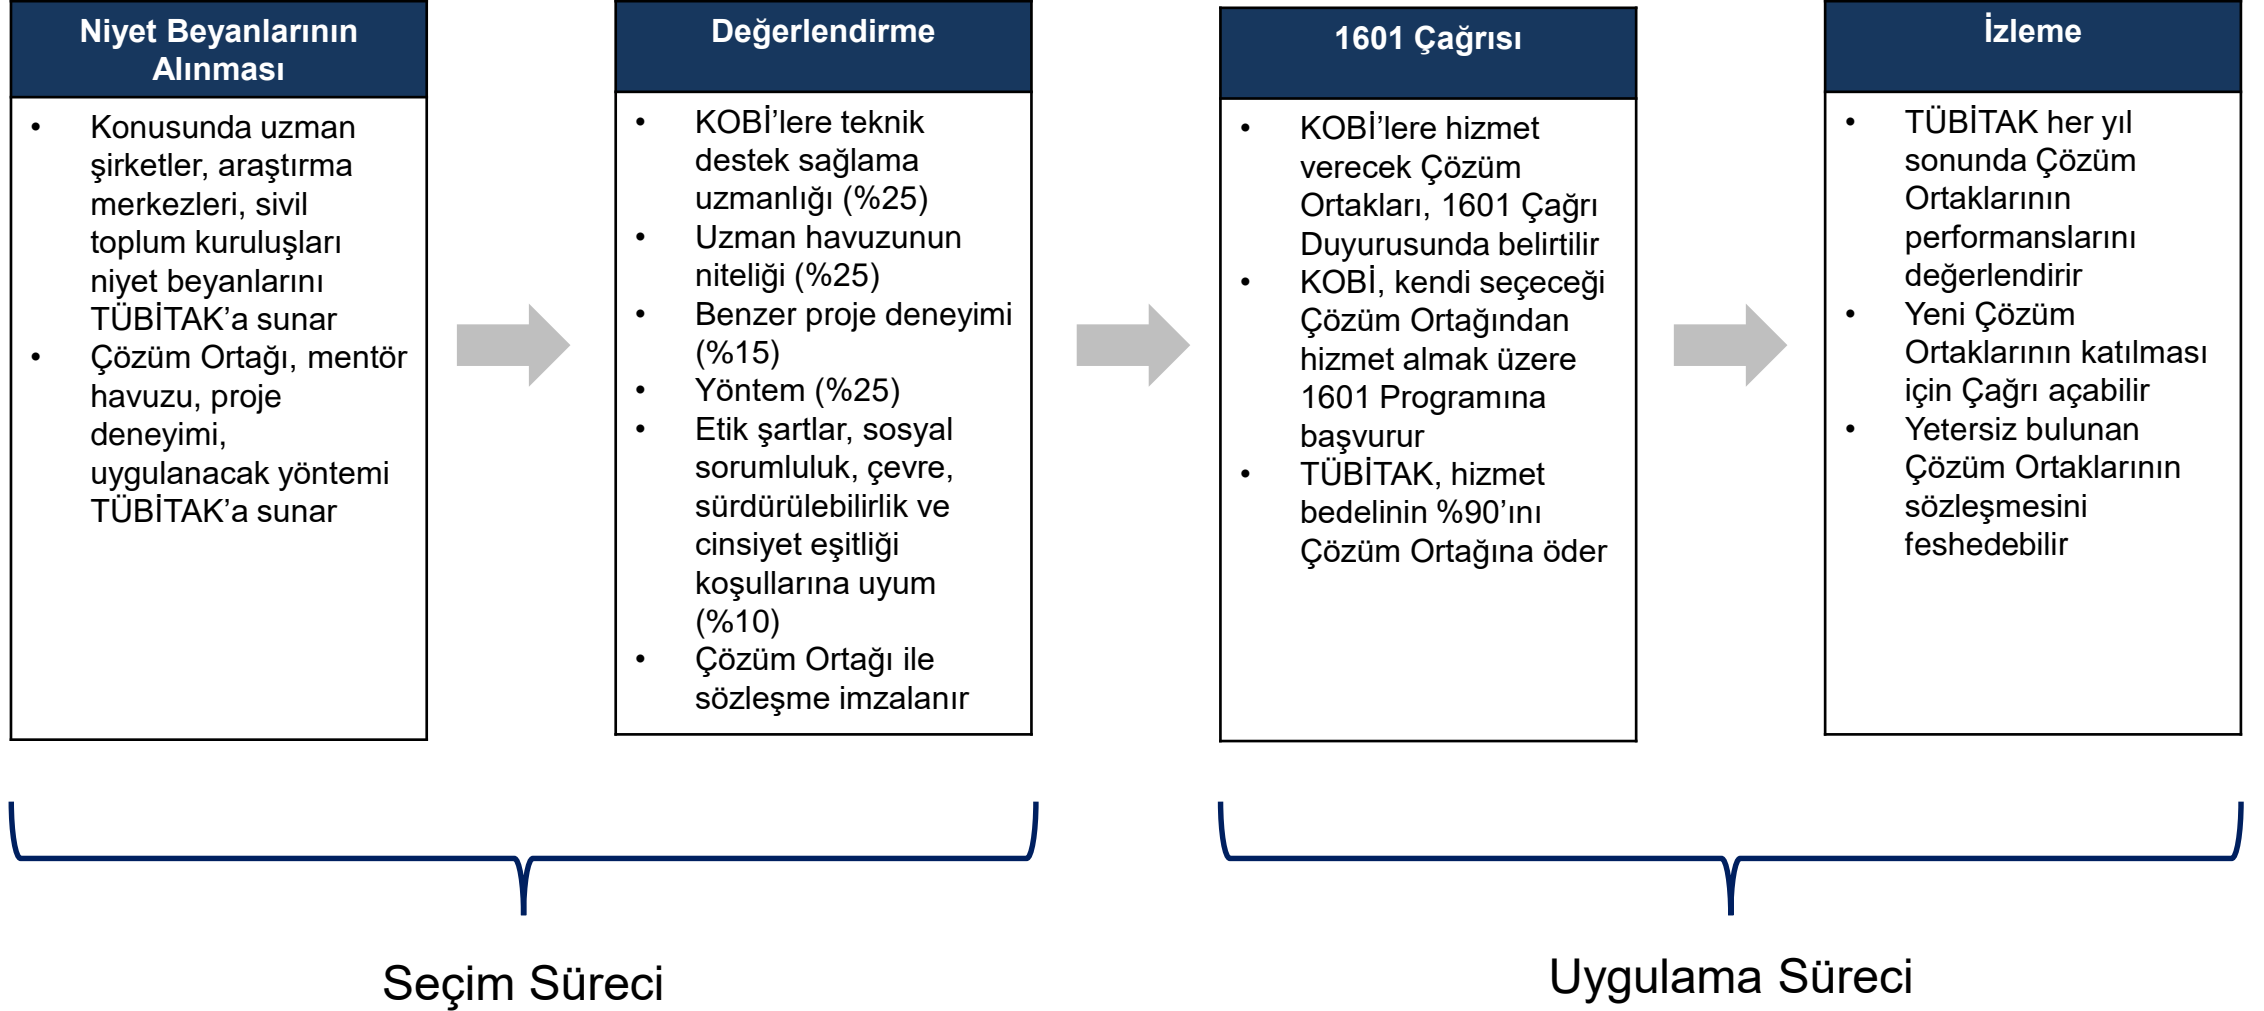 Niyet Beyanlarının
Alınması
• Konusunda uzman
şirketler, araştırma
merkezleri, sivil
toplum kuruluşları
niyet beyanlarını
TÜBİTAK’a sunar
• Çözüm Ortağı, mentör
havuzu, proje
deneyimi,
uygulanacak yöntemi
TÜBİTAK’a sunar
Değerlendirme
• KOBİ’lere teknik
destek sağlama
uzmanlığı (%25)
• Uzman havuzunun
niteliği (%25)
• Benzer proje deneyimi
(%15)
• Yöntem (%25)
• Etik şartlar, sosyal
sorumluluk, çevre,
sürdürülebilirlik ve
cinsiyet eşitliği
koşullarına uyum
(%10)
• Çözüm Ortağı ile
sözleşme imzalanır
1601 Çağrısı
• KOBİ’lere hizmet
verecek Çözüm
Ortakları, 1601 Çağrı
Duyurusunda belirtilir
• KOBİ, kendi seçeceği
Çözüm Ortağından
hizmet almak üzere
1601 Programına
başvurur
• TÜBİTAK, hizmet
bedelinin %90’ını
Çözüm Ortağına öder
İzleme
• TÜBİTAK her yıl
sonunda Çözüm
Ortaklarının
performanslarını
değerlendirir
• Yeni Çözüm
Ortaklarının katılması
için Çağrı açabilir
• Yetersiz bulunan
Çözüm Ortaklarının
sözleşmesini
feshedebilir
Seçim Süreci
Uygulama Süreci